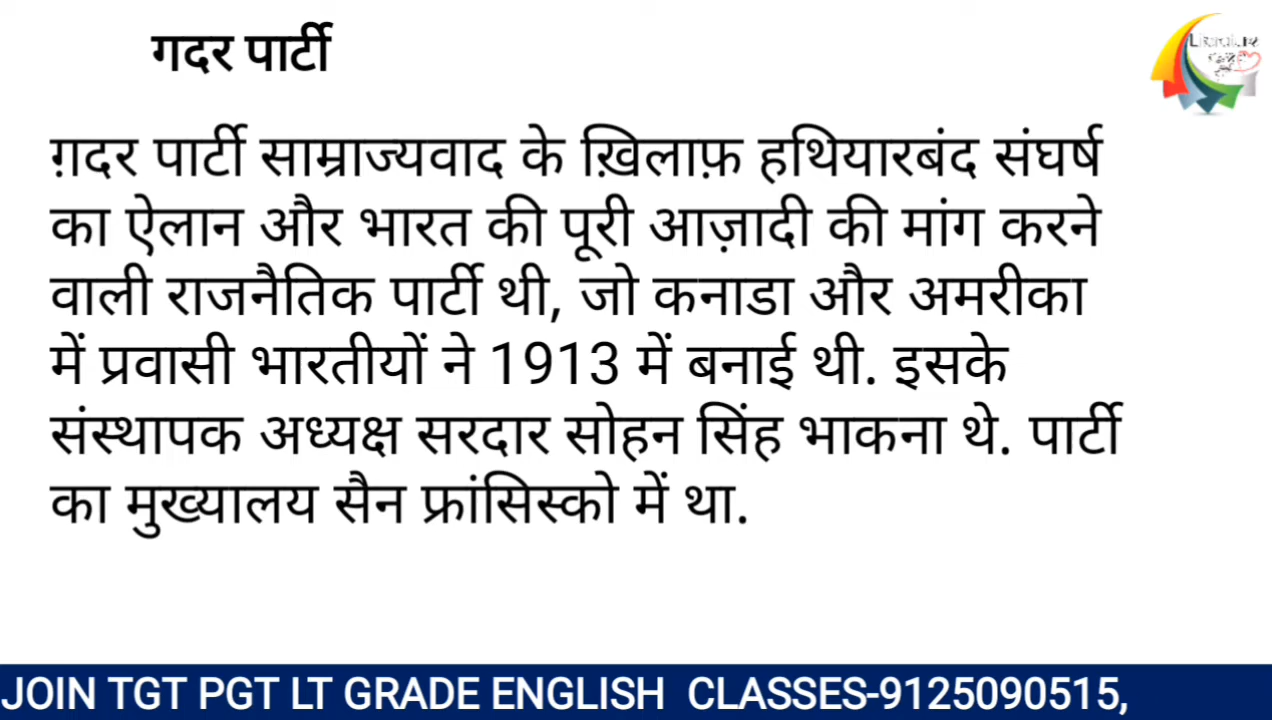 गदर पार्टी
ग़दर पार्टी साम्राज्यवाद के ख़िलाफ़ हथियारबंद संघर्ष
का ऐलान और भारत की पूरी आज़ादी की मांग करने
वाली राजनैतिक पार्टी थी, जो कनाडा और अमरीका
में प्रवासी भारतीयों ने 1913 में बनाई थी. इसके
संस्थापक अध्यक्ष सरदार सोहन सिंह भाकना थे. पार्टी
का मुख्यालय सैन फ्रांसिस्को में था.
JOIN TGT PGT LT GRADE ENGLISH CLASSES-9125090515,